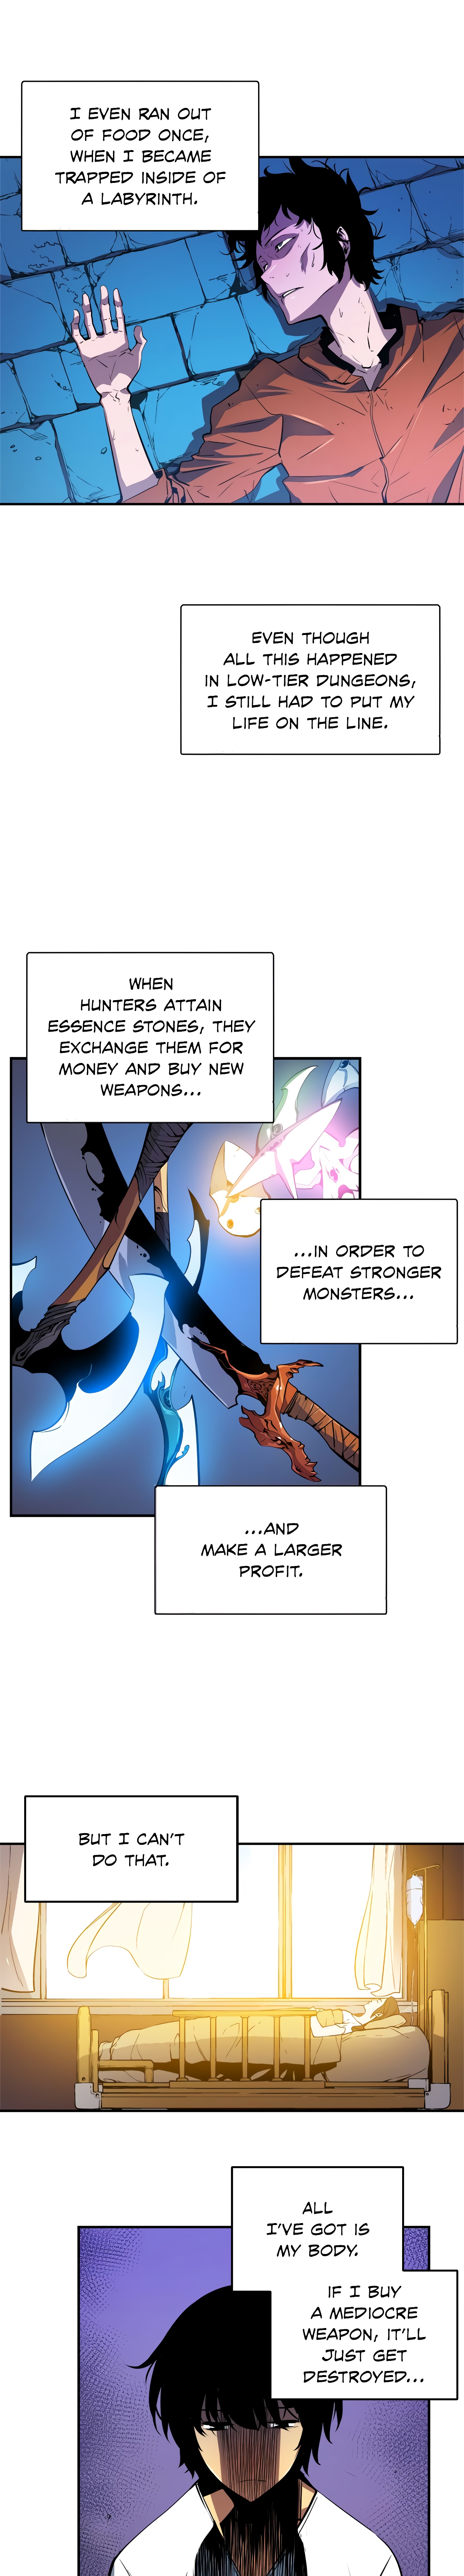 I EVEN RAN OUT
OF FOOD ONCE,
WHEN I BECAME
TRAPPED INSIDE OF
A LABYRINTH.
EVEN THOUGH
ALL THIS HAPPENED
IN LOW-TIER DUNGEONS,
I STILL HAD TO PUT MY
LIFE ON THE LINE.
WHEN
HUNTERS ATTAIN
ESSENCE STONES, THEY
EXCHANGE THEM FOR
MONEY AND BUY NEW
WEAPONS...
...IN ORDER TO
DEFEAT STRONGER
MONSTERS...
...AND
MAKE A LARGER
PROFIT.
BUT I CAN'T
DO THAT.
ALL
I'VE GOT IS
MY BODY.
IF I BUY
A MEDIOCRE
WEAPON, IT'LL
JUST GET
DESTROYED...